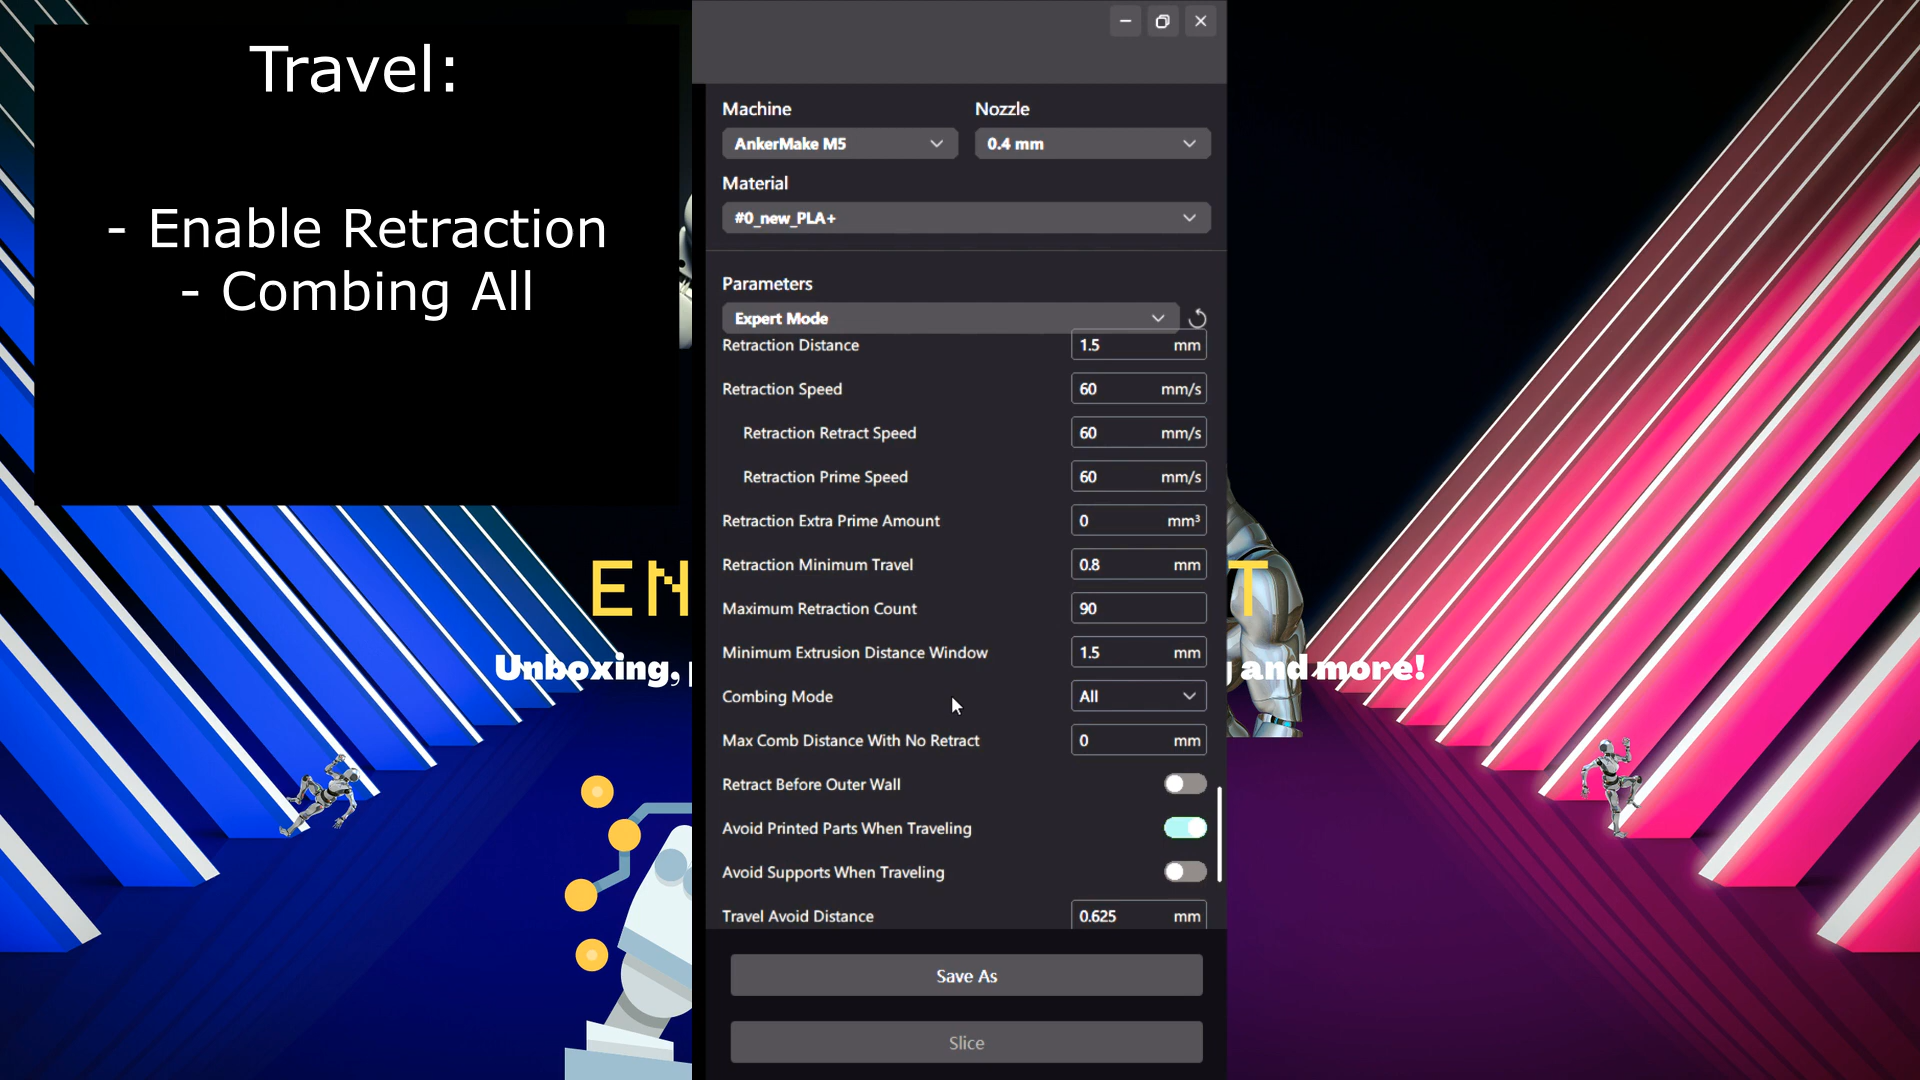 Travel:
- Enable Retraction
- Combing All
Machine
Nozzle
AnkerMake M5
0.4 mm
Material
#0_new_PLA+
Parameters
Expert Mode
Retraction Distance 1.5 mm
Retraction Speed 60 mm/s
Retraction Retract Speed 60 mm/s
Retraction Prime Speed 60 mm/s
Retraction Extra Prime Amount 0 mm³
Retraction Minimum Travel 0.8 mm
Maximum Retraction Count 90
Minimum Extrusion Distance Window 1.5 mm
Combing Mode All
Max Comb Distance With No Retract 0 mm
Retract Before Outer Wall
Avoid Printed Parts When Traveling
Avoid Supports When Traveling
Travel Avoid Distance 0.625 mm
Save As
Slice
EN
T
Unboxing,
and more!